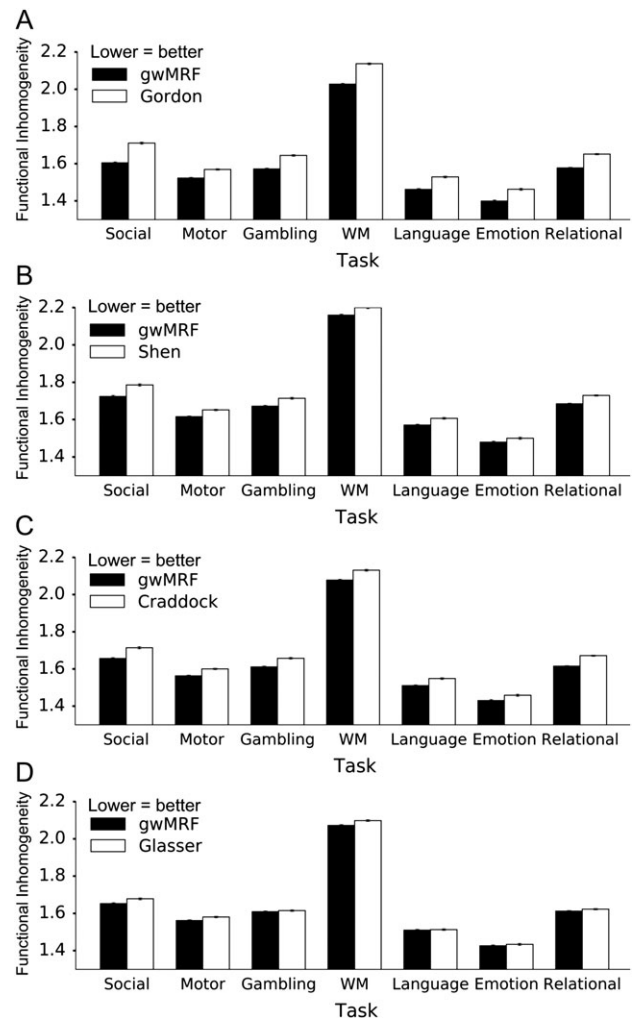 A
Lower = better
gwMRF
Gordon
Functional Inhomogeneity
2.2
2.0
1.8
1.6
1.4
Social Motor Gambling WM Language Emotion Relational
Task
B
Lower = better
gwMRF
Shen
Functional Inhomogeneity
2.2
2.0
1.8
1.6
1.4
Social Motor Gambling WM Language Emotion Relational
Task
C
Lower = better
gwMRF
Craddock
Functional Inhomogeneity
2.2
2.0
1.8
1.6
1.4
Social Motor Gambling WM Language Emotion Relational
Task
D
Lower = better
gwMRF
Glasser
Functional Inhomogeneity
2.2
2.0
1.8
1.6
1.4
Social Motor Gambling WM Language Emotion Relational
Task